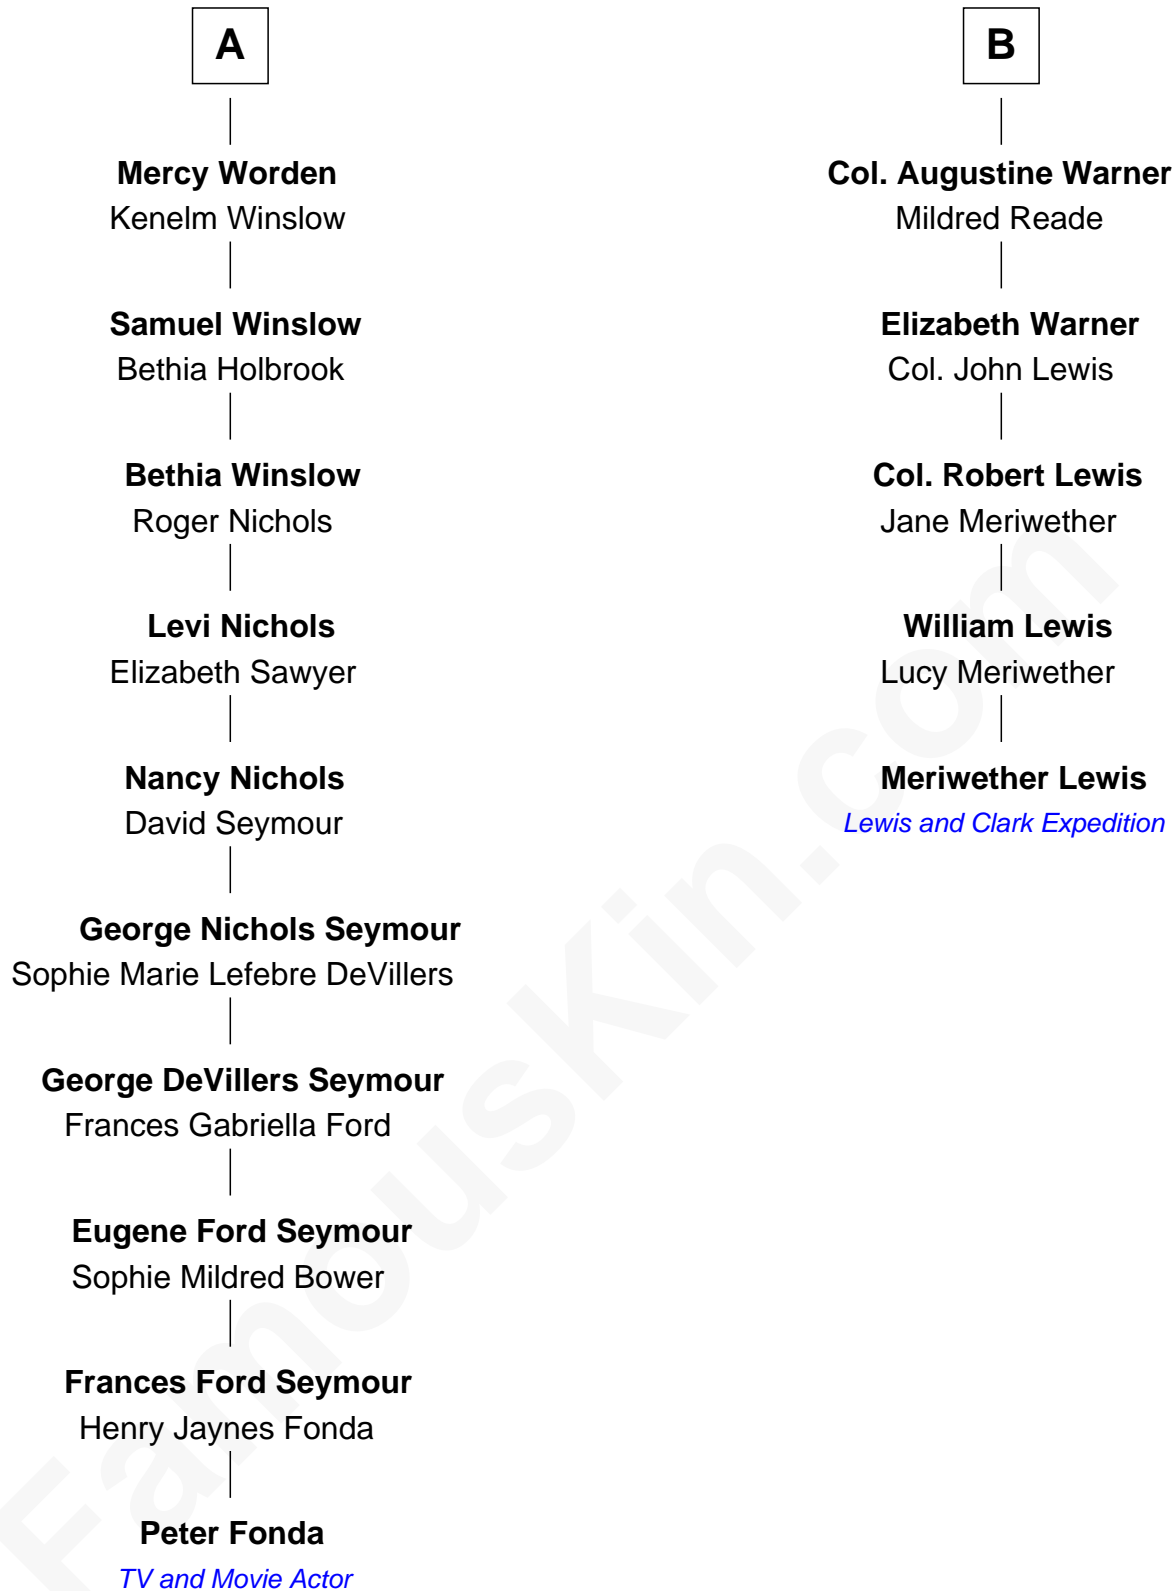 A
Mercy Worden
Kenelm Winslow
Samuel Winslow
Bethia Holbrook
Bethia Winslow
Roger Nichols
Levi Nichols
Elizabeth Sawyer
Nancy Nichols
David Seymour
George Nichols Seymour
Sophie Marie Lefebre DeVillers
George DeVillers Seymour
Frances Gabriella Ford
Eugene Ford Seymour
Sophie Mildred Bower
Frances Ford Seymour
Henry Jaynes Fonda
Peter Fonda
TV and Movie Actor
B
Col. Augustine Warner
Mildred Reade
Elizabeth Warner
Col. John Lewis
Col. Robert Lewis
Jane Meriwether
William Lewis
Lucy Meriwether
Meriwether Lewis
Lewis and Clark Expedition
FamousKin.com